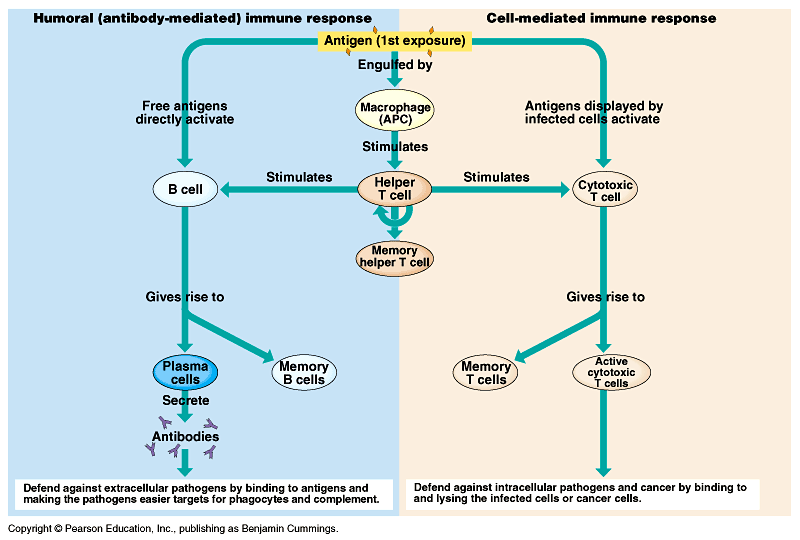 Humoral (antibody-mediated) immune response
Cell-mediated immune response
Antigen (1st exposure)
Engulfed by
Free antigens
directly activate
Macrophage
(APC)
Antigens displayed by
infected cells activate
Stimulates
Stimulates
Stimulates
B cell
Helper
T cell
Cytotoxic
T cell
Memory
helper T cell
Gives rise to
Gives rise to
Plasma
cells
Memory
B cells
Memory
T cells
Active
cytotoxic
T cells
Secrete
Antibodies
Defend against extracellular pathogens by binding to antigens and
making the pathogens easier targets for phagocytes and complement.
Defend against intracellular pathogens and cancer by binding to
and lysing the infected cells or cancer cells.
Copyright © Pearson Education, Inc., publishing as Benjamin Cummings.